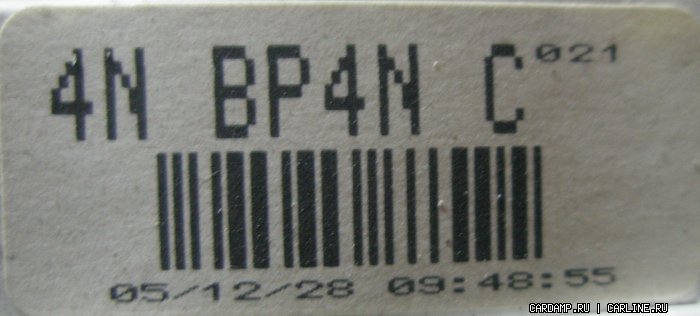 4N BP4N C 021
05/12/28 09:48:55
CARDAMP.RU | CARLINE.RU